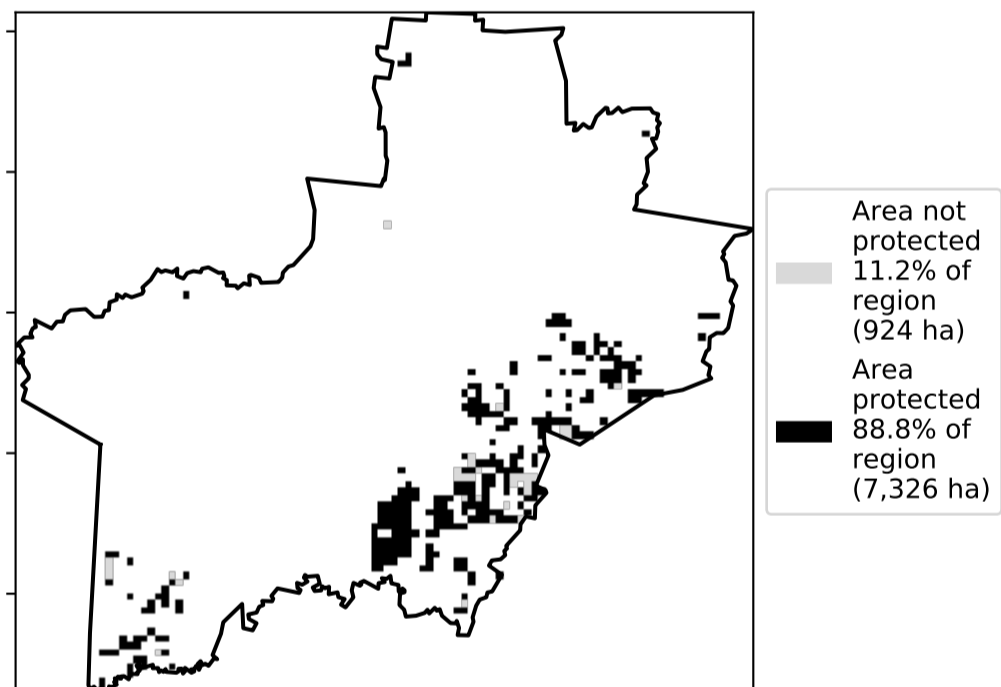 Area not
protected
11.2% of
region
(924 ha)
Area
protected
88.8% of
region
(7,326 ha)